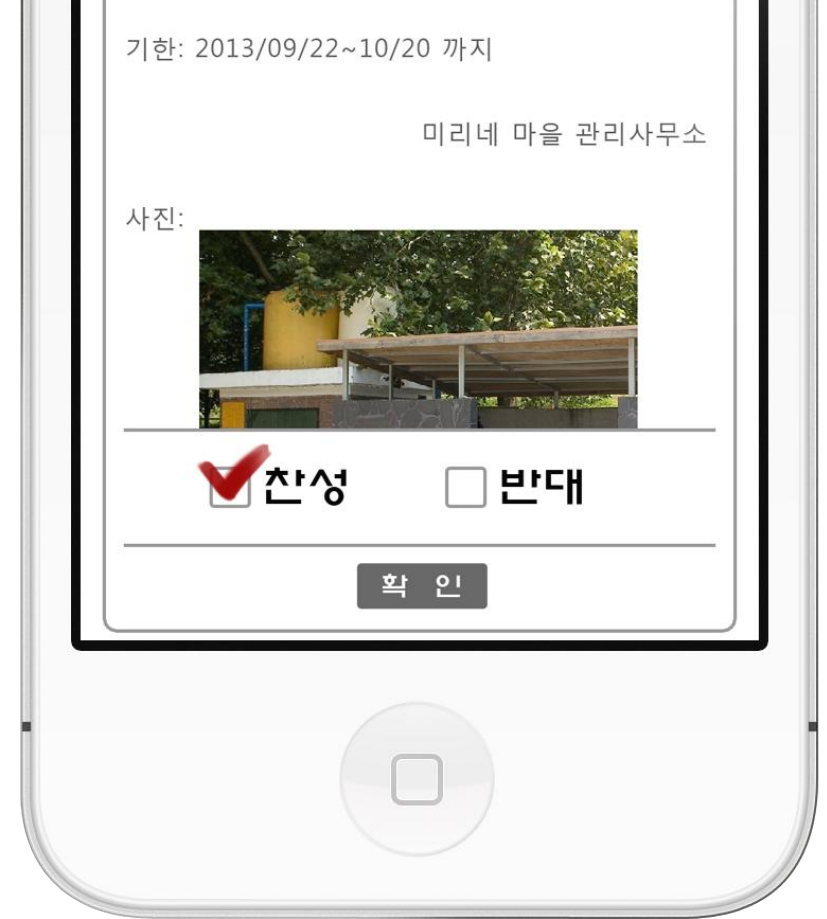 기한: 2013/09/22~10/20 까지
미리네 마을 관리사무소
사진:
찬성 반대
확 인